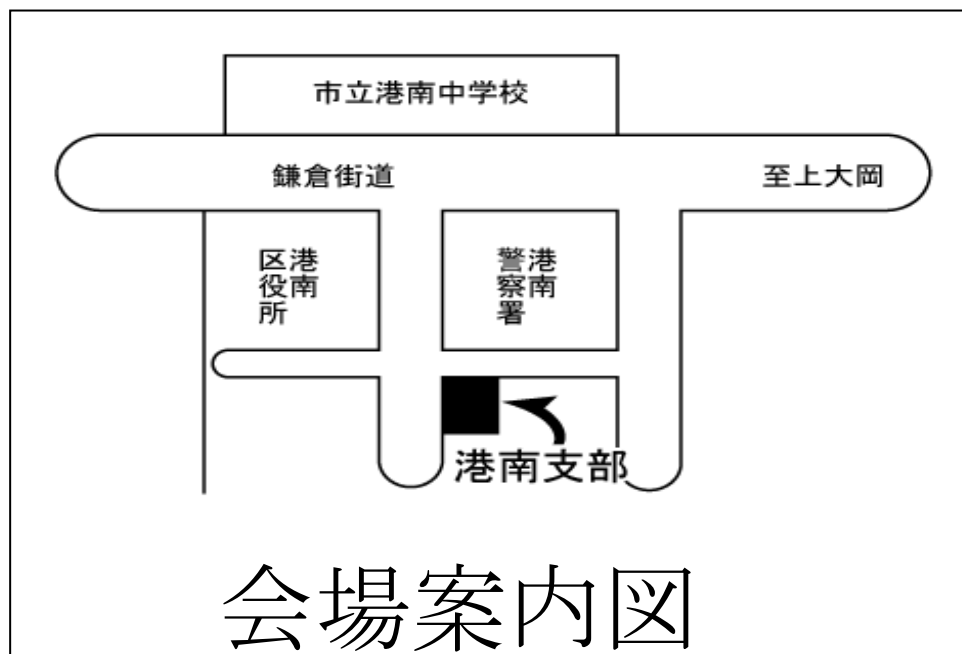 市立港南中学校
鎌倉街道
至上大岡
港南
区役所
港南
警察署
港南支部
会場案内図